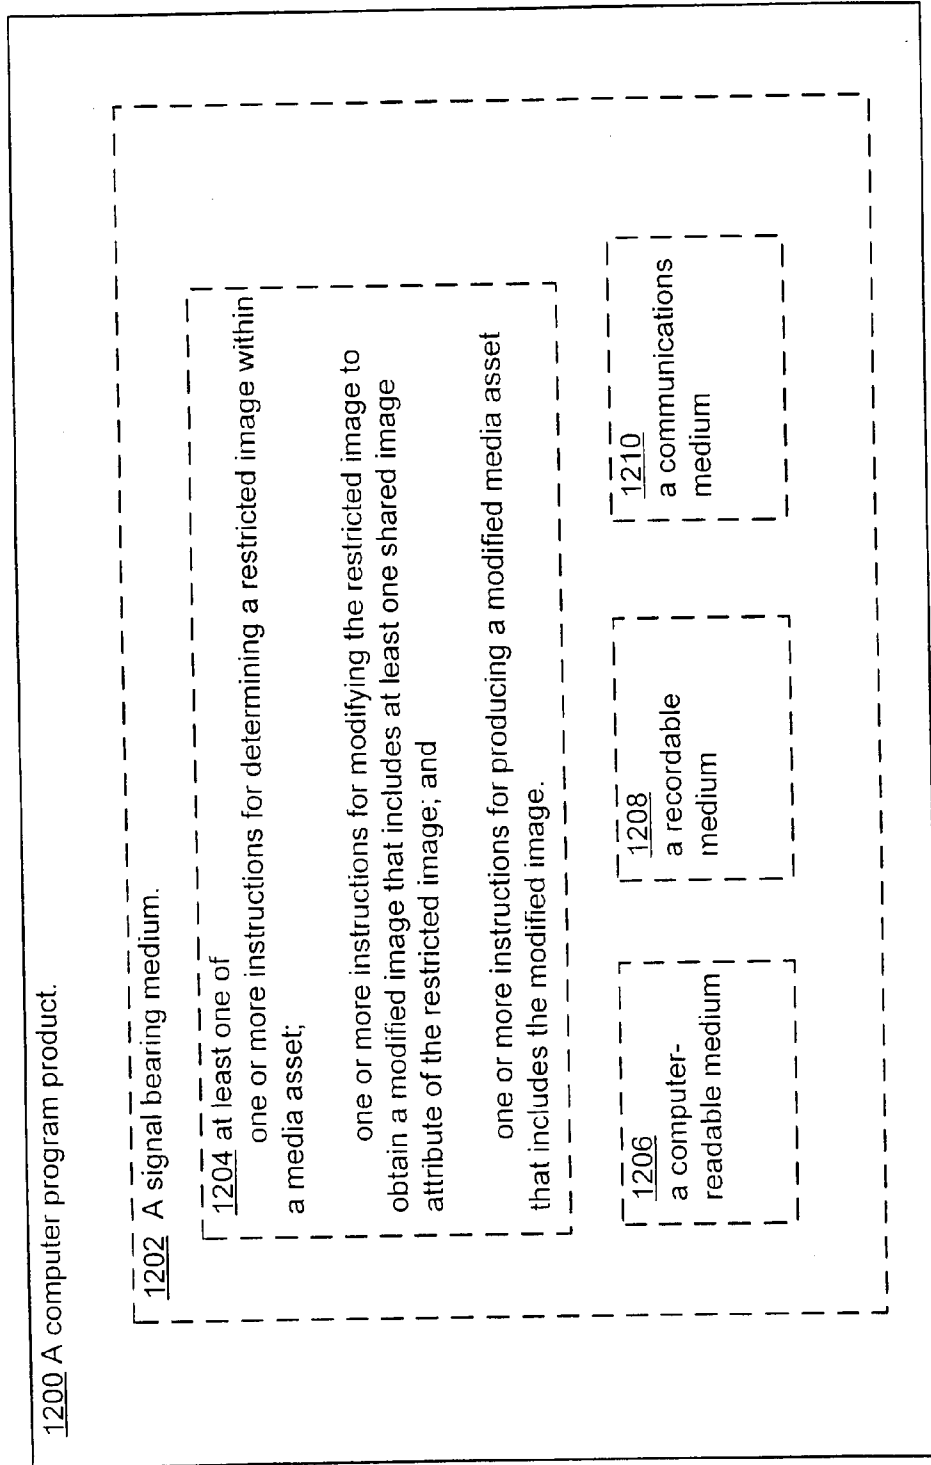 1200 A computer program product.
1202 A signal bearing medium.
1204 at least one of
one or more instructions for determining a restricted image within
a media asset;
one or more instructions for modifying the restricted image to
obtain a modified image that includes at least one shared image
attribute of the restricted image; and
one or more instructions for producing a modified media asset
that includes the modified image.
1206
a computer-
readable medium
1208
a recordable
medium
1210
a communications
medium